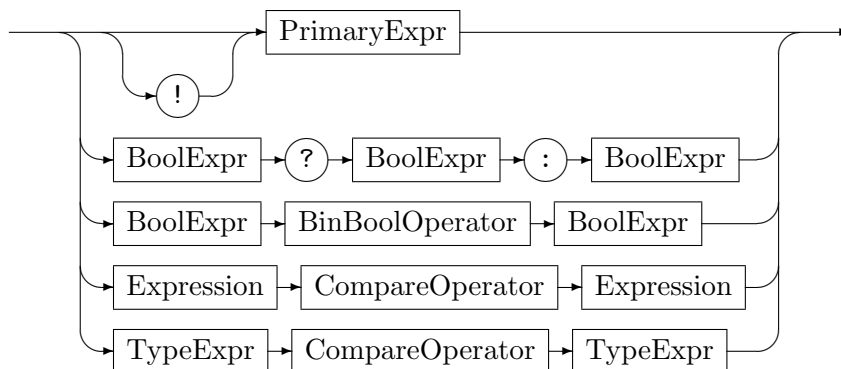 PrimaryExpr
!
BoolExpr ? BoolExpr : BoolExpr
BoolExpr BinBoolOperator BoolExpr
Expression CompareOperator Expression
TypeExpr CompareOperator TypeExpr